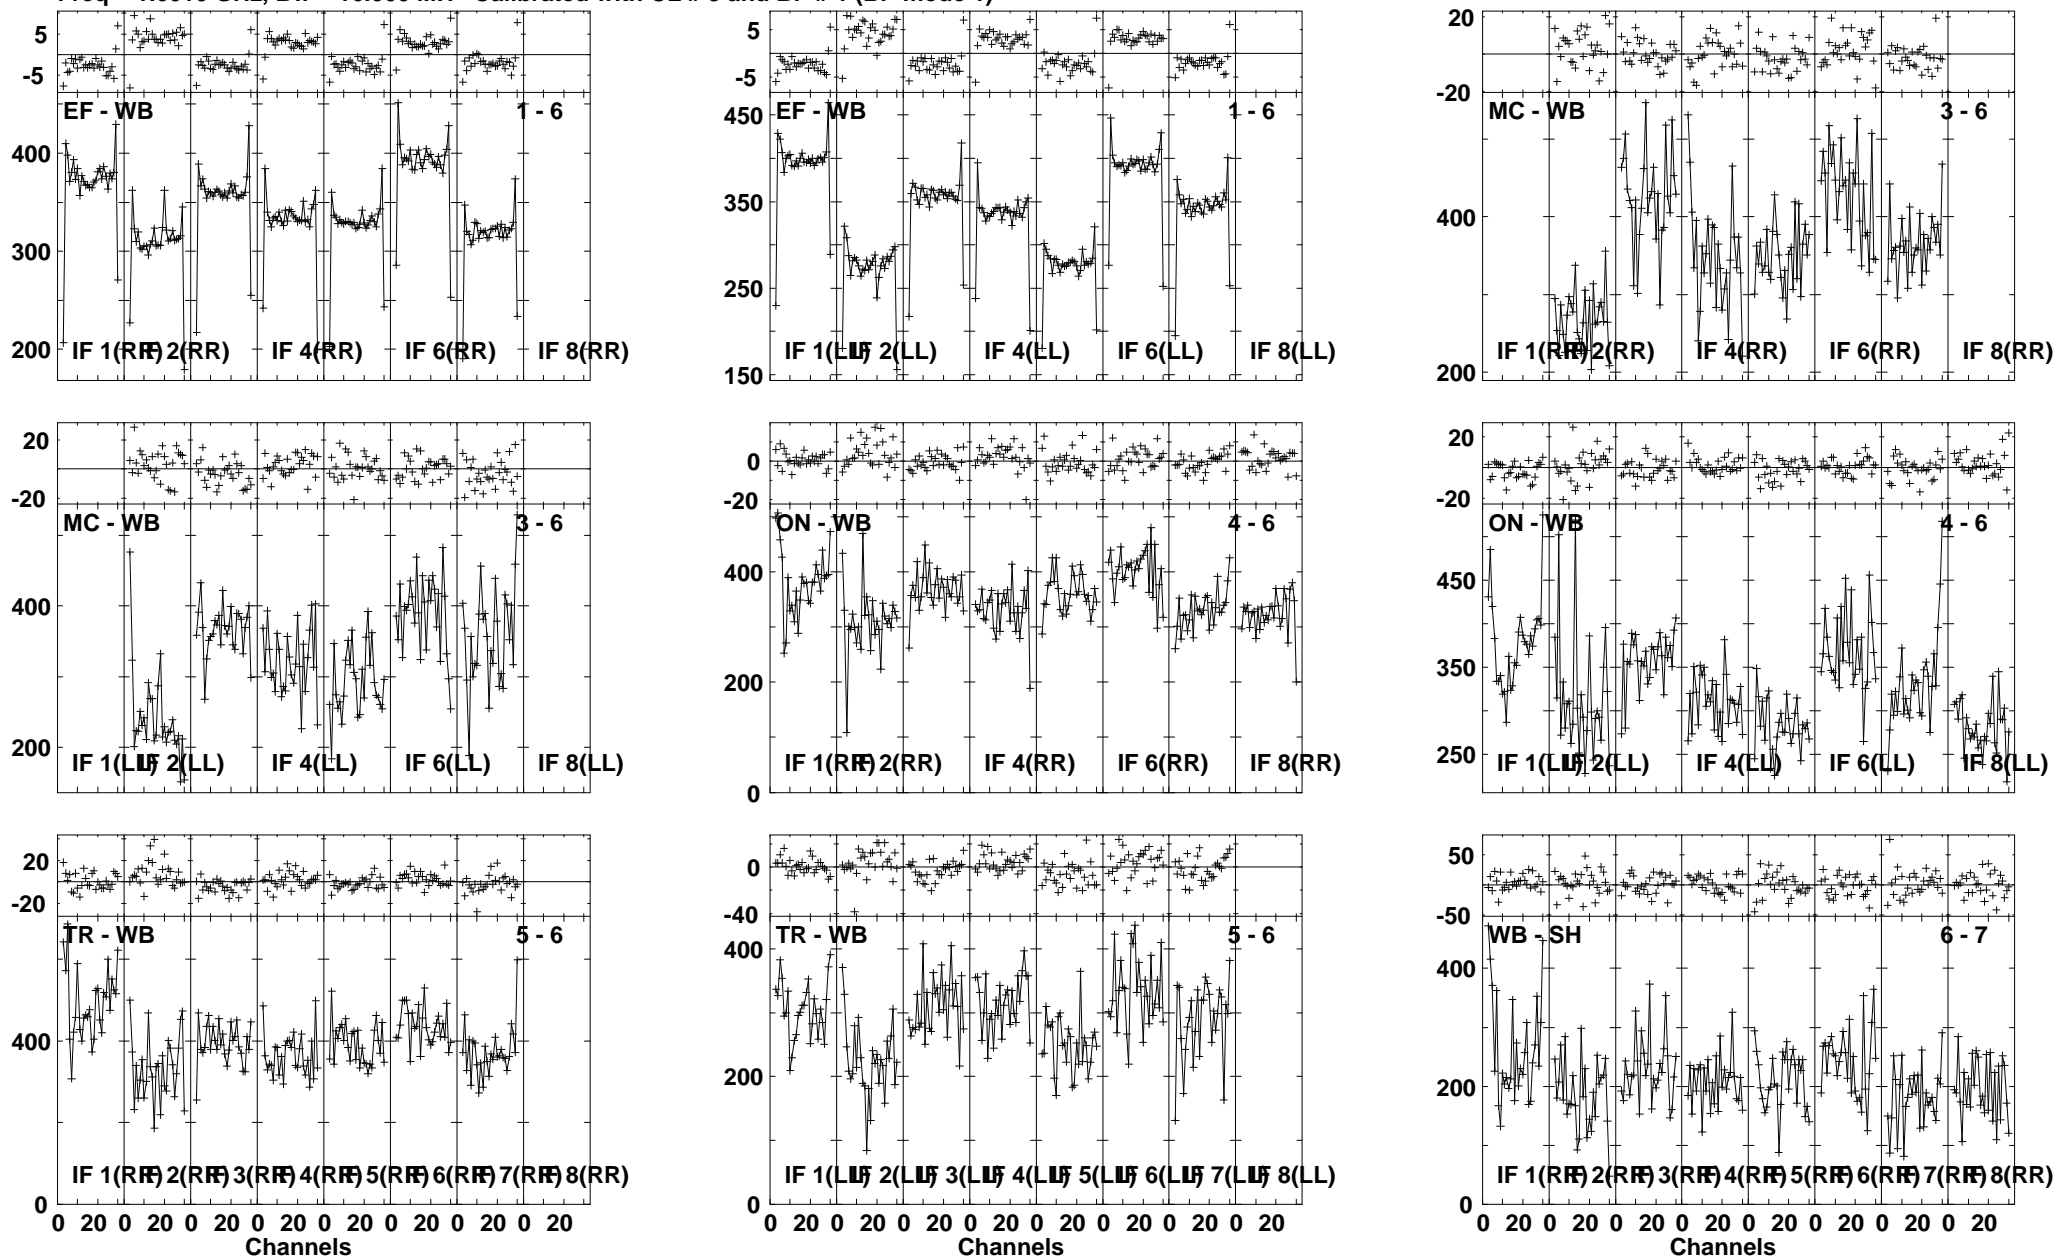 5 5 20
-5 -5 -20
EF - WB 1 - 6 EF - WB 1 - 6 MC - WB 3 - 6
450
400
350 400
300
250
200 IF 1(RR) IF 2(RR) IF 4(RR) IF 6(RR) IF 8(RR) IF 1(LL) IF 2(LL) IF 4(LL) IF 6(LL) IF 8(LL) IF 1(RR) IF 2(RR) IF 4(RR) IF 6(RR) IF 8(RR)
150 200
20 20
0
-20 -20 -20
MC - WB 3 - 6 ON - WB 4 - 6 ON - WB 4 - 6
400 400 450
350
200 200 250
IF 1(LL) IF 2(LL) IF 4(LL) IF 6(LL) IF 8(LL) IF 1(RR) IF 2(RR) IF 4(RR) IF 6(RR) IF 8(RR) IF 1(LL) IF 2(LL) IF 4(LL) IF 6(LL) IF 8(LL)
0
20 0 50
-20 -40 -50
TR - WB 5 - 6 TR - WB 5 - 6 WB - SH 6 - 7
400 400 400
200 200
IF 1(RR) IF 2(RR) IF 3(RR) IF 4(RR) IF 5(RR) IF 6(RR) IF 7(RR) IF 8(RR) IF 1(LL) IF 2(LL) IF 3(LL) IF 4(LL) IF 5(LL) IF 6(LL) IF 7(LL) IF 8(LL) IF 1(RR) IF 2(RR) IF 3(RR) IF 4(RR) IF 5(RR) IF 6(RR) IF 7(RR) IF 8(RR)
0 0
0 20 0 20 0 20 0 20 0 20 0 20 0 20 0 20 0 20 0 20 0 20 0 20 0 20 0 20 0 20 0 20 0 20 0 20 0 20 0 20 0 20 0 20 0 20 0 20
Channels Channels Channels